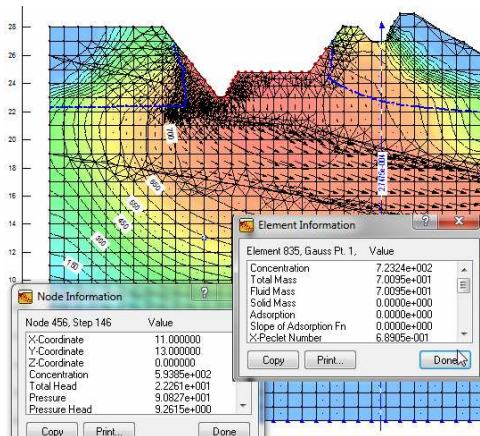 28
26
24
22
20
18
16
14
12
10
700
650
550
450
300
150
Element Information
Element 835, Gauss Pt. 1, Value
Concentration 7.2324e+002
Total Mass 7.0095e+001
Fluid Mass 7.0095e+001
Solid Mass 0.0000e+000
Adsorption 0.0000e+000
Slope of Adsorption Fn 0.0000e+000
X-Peclet Number 6.8905e-001
Copy Print... Done
Node Information
Node 456, Step 146 Value
X-Coordinate 11.000000
Y-Coordinate 13.000000
Z-Coordinate 0.000000
Concentration 5.9385e+002
Total Head 2.2261e+001
Pressure 9.0827e+001
Pressure Head 9.2615e+000
Copy Print... Done